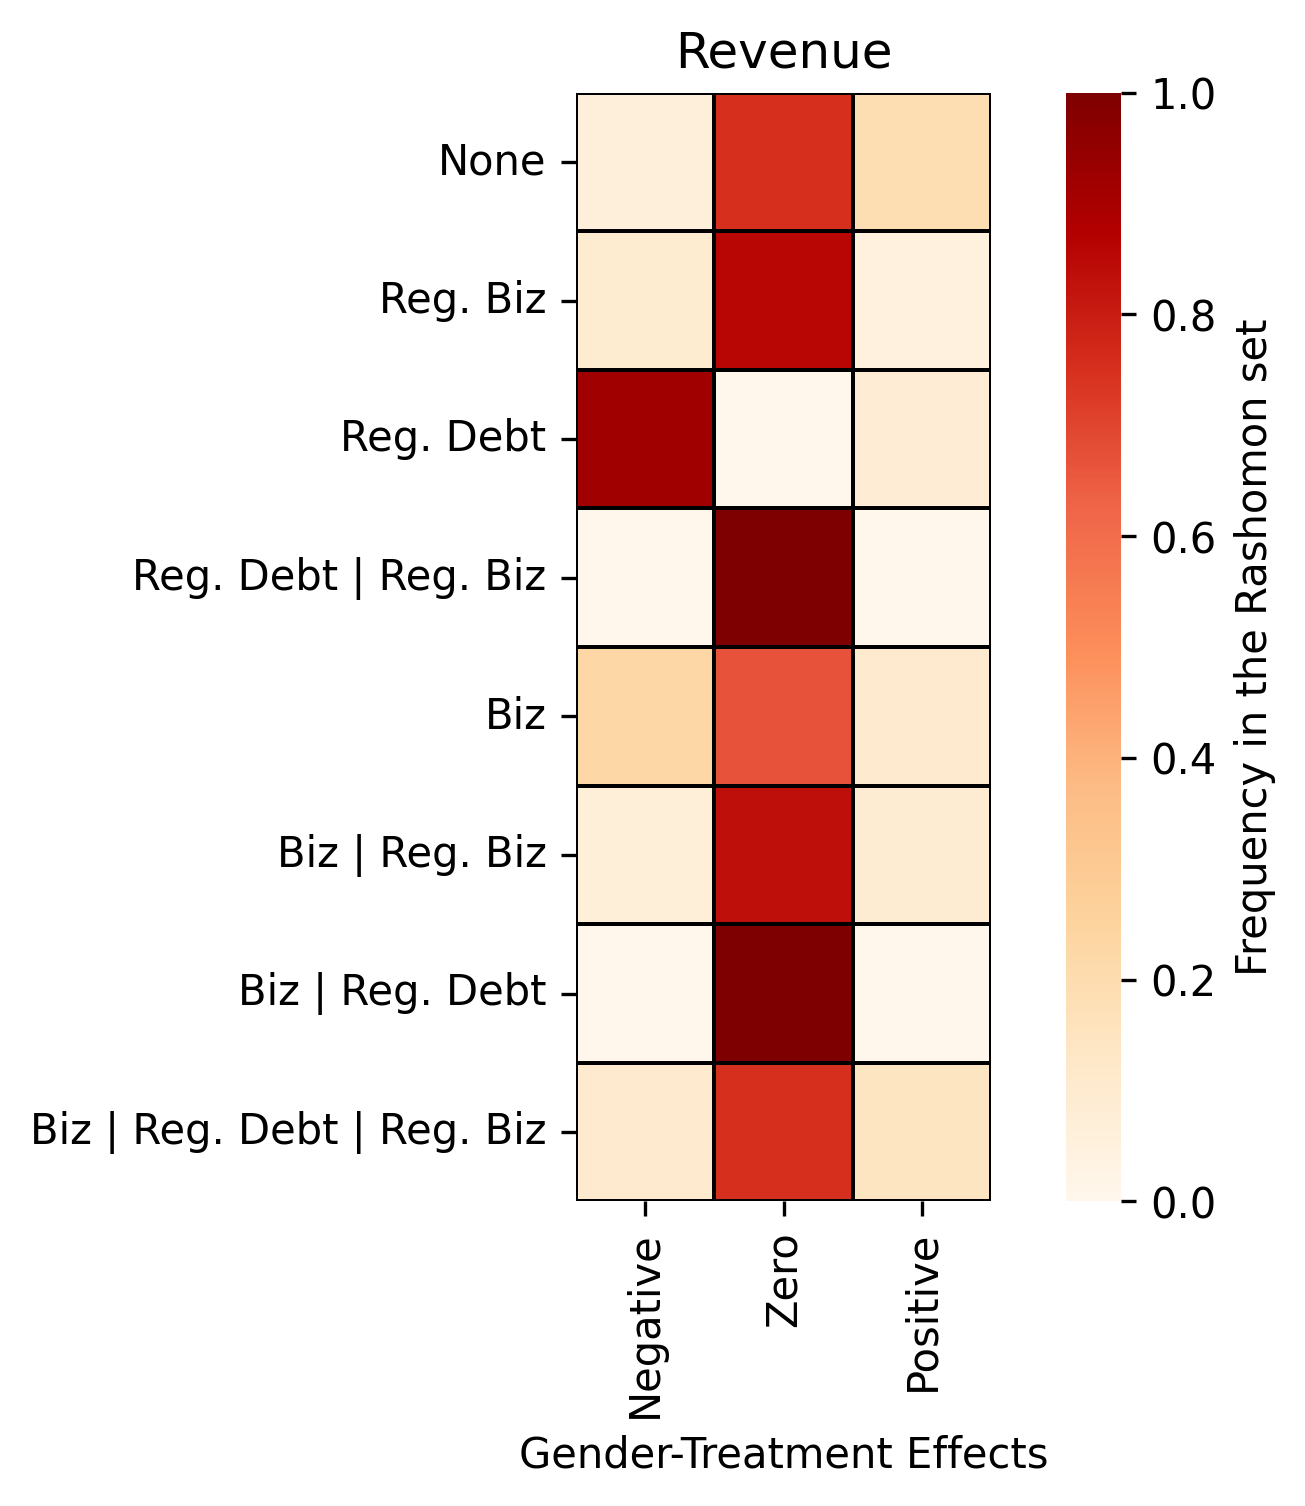 Revenue
None
Reg. Biz
Reg. Debt
Reg. Debt | Reg. Biz
Biz
Biz | Reg. Biz
Biz | Reg. Debt
Biz | Reg. Debt | Reg. Biz
Negative
Zero
Positive
Gender-Treatment Effects
1.0
0.8
0.6
0.4
0.2
0.0
Frequency in the Rashomon set